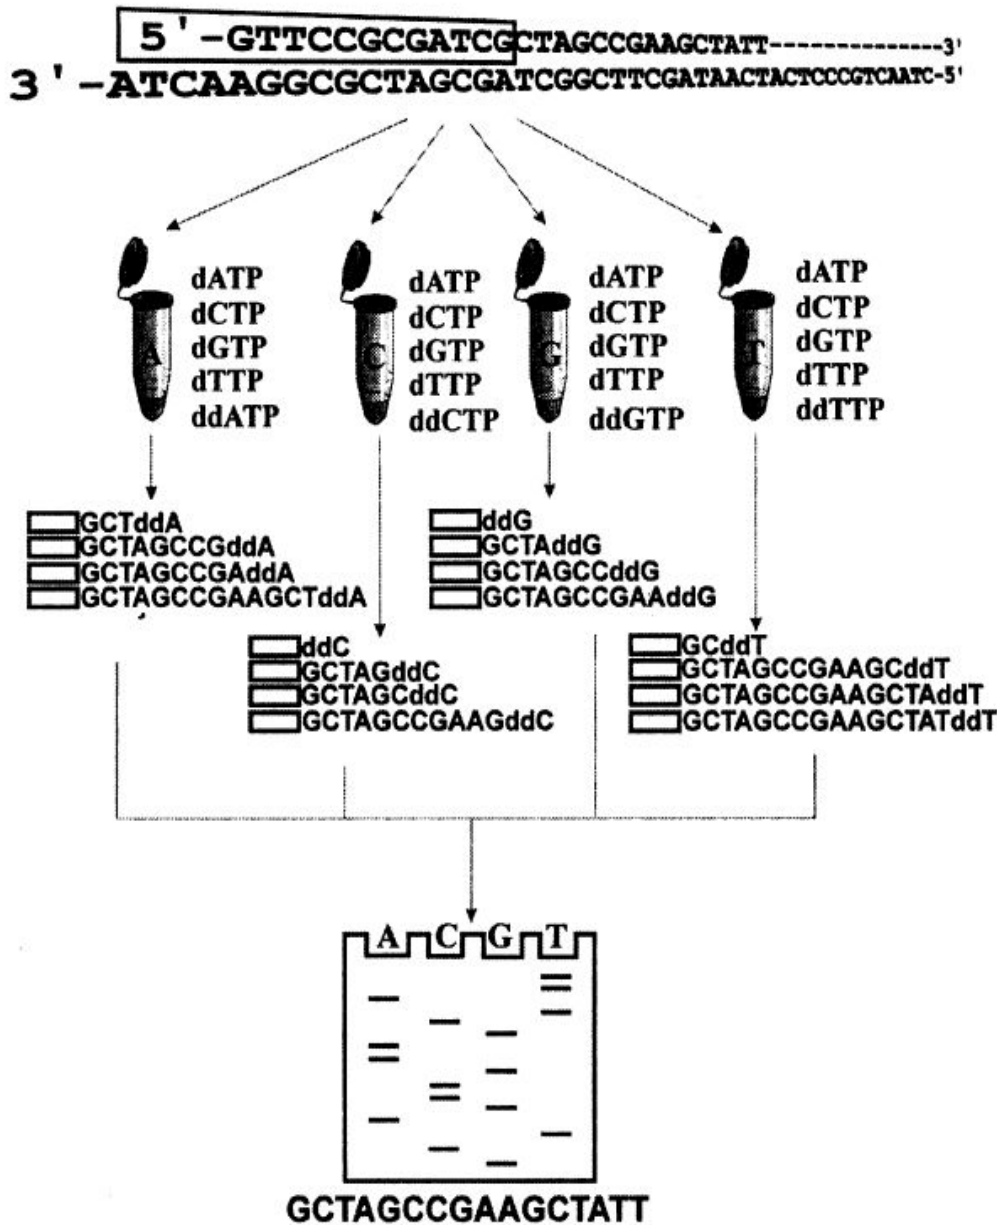 5'-GTTCCGCGATCGCTAGCCGAAGCTATT--------------3'
3'-ATCAAGGCGCTAGCGATCGGCTTCGATAACTACTCCCGTCAATC-5'
A
dATP
dCTP
dGTP
dTTP
ddATP
C
dATP
dCTP
dGTP
dTTP
ddCTP
G
dATP
dCTP
dGTP
dTTP
ddGTP
T
dATP
dCTP
dGTP
dTTP
ddTTP
GCTddA
GCTAGCCGddA
GCTAGCCGAddA
GCTAGCCGAAGCTddA
ddG
GCTAddG
GCTAGCCddG
GCTAGCCGAAddG
ddC
GCTAGddC
GCTAGCddC
GCTAGCCGAAGddC
GCddT
GCTAGCCGAAGCddT
GCTAGCCGAAGCTAddT
GCTAGCCGAAGCTATddT
A C G T
GCTAGCCGAAGCTATT